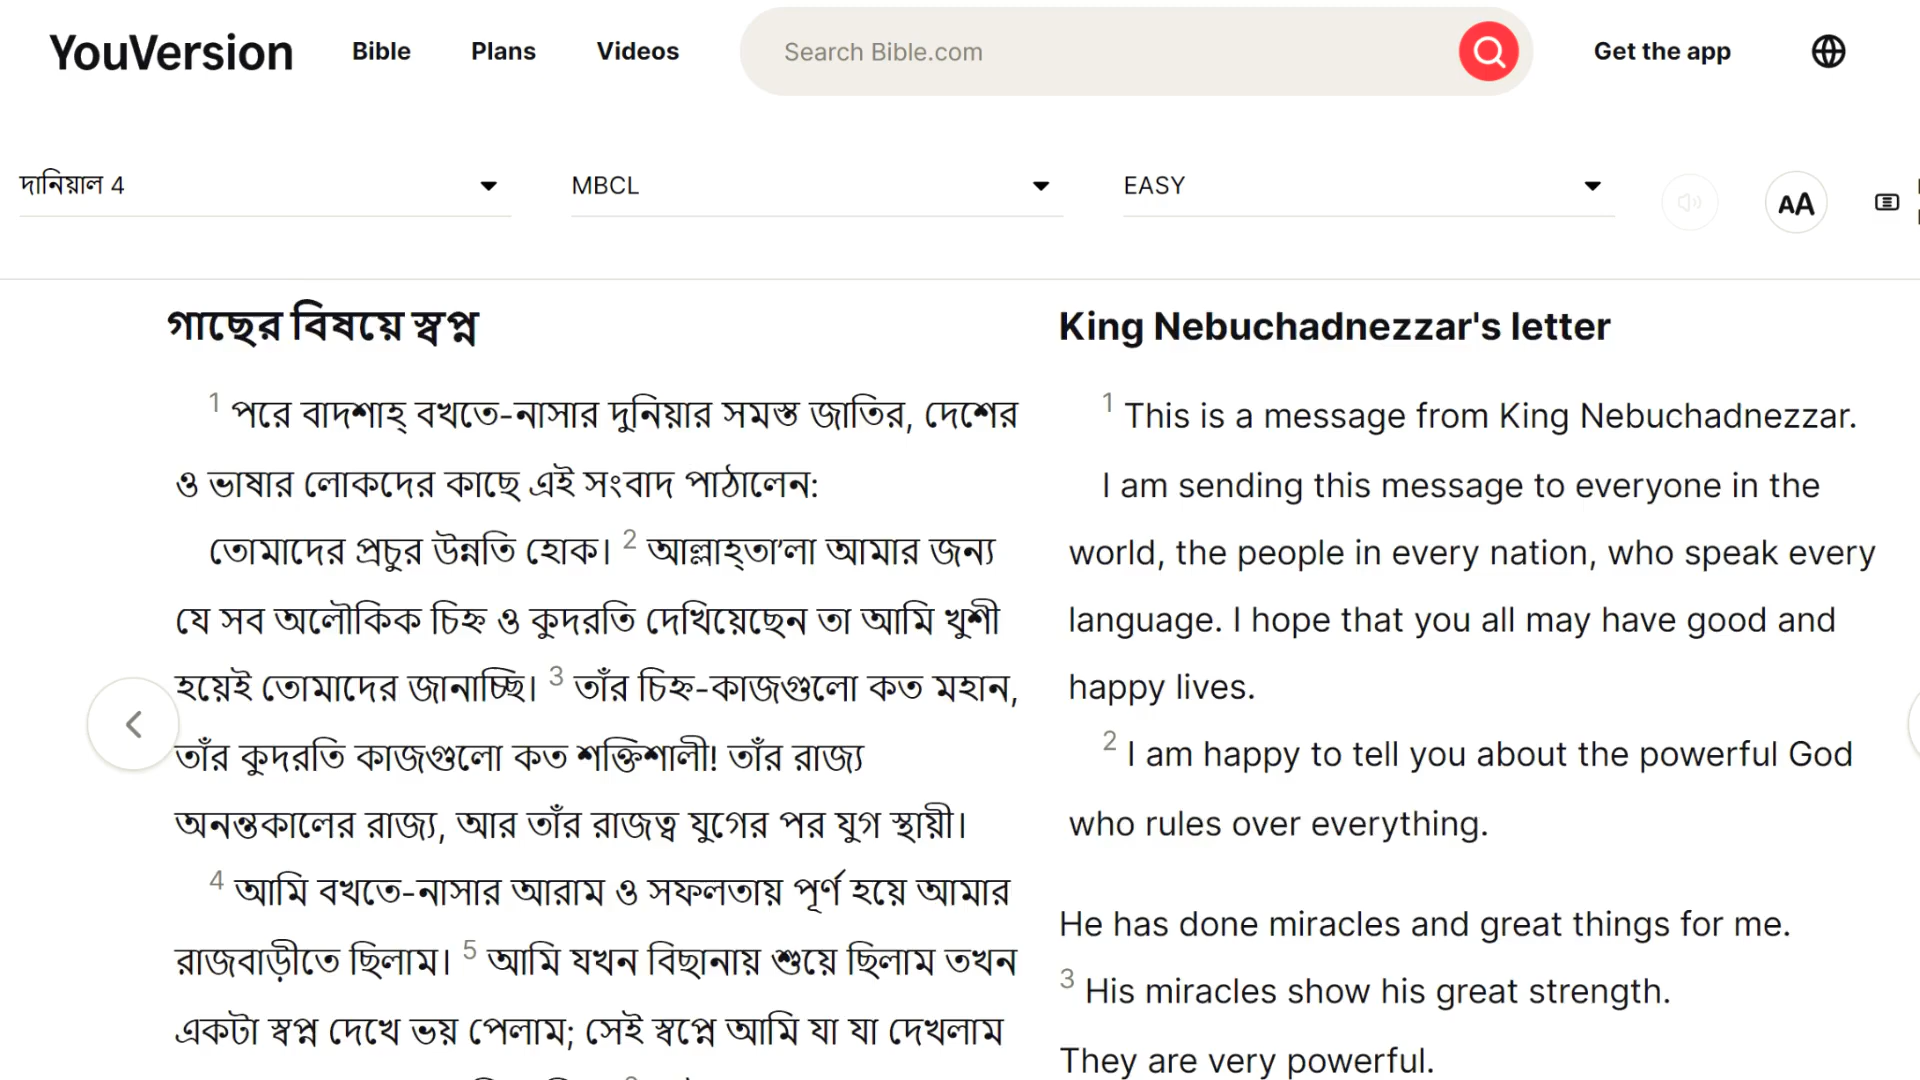 YouVersion
Bible
Plans
Videos
Search Bible.com
Get the app
দানিয়াল 4
MBCL
EASY
AA
গাছের বিষয়ে স্বপ্ন
1 পরে বাদশাহ্ বখতে-নাসার দুনিয়ার সমস্ত জাতির, দেশের
ও ভাষার লোকদের কাছে এই সংবাদ পাঠালেন:
তোমাদের প্রচুর উন্নতি হোক। 2 আল্লাহ্‌তা’লা আমার জন্য
যে সব অলৌকিক চিহ্ন ও কুদরতি দেখিয়েছেন তা আমি খুশী
হয়েই তোমাদের জানাচ্ছি। 3 তাঁর চিহ্ন-কাজগুলো কত মহান,
তাঁর কুদরতি কাজগুলো কত শক্তিশালী! তাঁর রাজ্য
অনন্তকালের রাজ্য, আর তাঁর রাজত্ব যুগের পর যুগ স্থায়ী।
4 আমি বখতে-নাসার আরাম ও সফলতায় পূর্ণ হয়ে আমার
রাজবাড়ীতে ছিলাম। 5 আমি যখন বিছানায় শুয়ে ছিলাম তখন
একটা স্বপ্ন দেখে ভয় পেলাম; সেই স্বপ্নে আমি যা যা দেখলাম
King Nebuchadnezzar's letter
1 This is a message from King Nebuchadnezzar.
I am sending this message to everyone in the
world, the people in every nation, who speak every
language. I hope that you all may have good and
happy lives.
2 I am happy to tell you about the powerful God
who rules over everything.
He has done miracles and great things for me.
3 His miracles show his great strength.
They are very powerful.